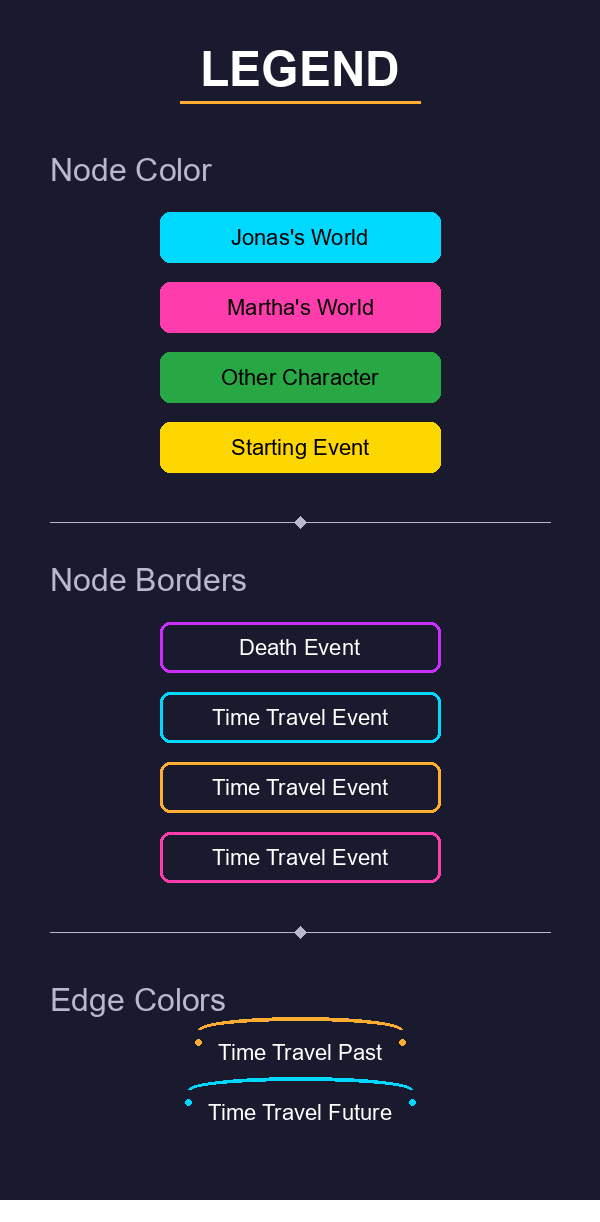 LEGEND
Node Color
Jonas's World
Martha's World
Other Character
Starting Event
Node Borders
Death Event
Time Travel Event
Time Travel Event
Time Travel Event
Edge Colors
Time Travel Past
Time Travel Future